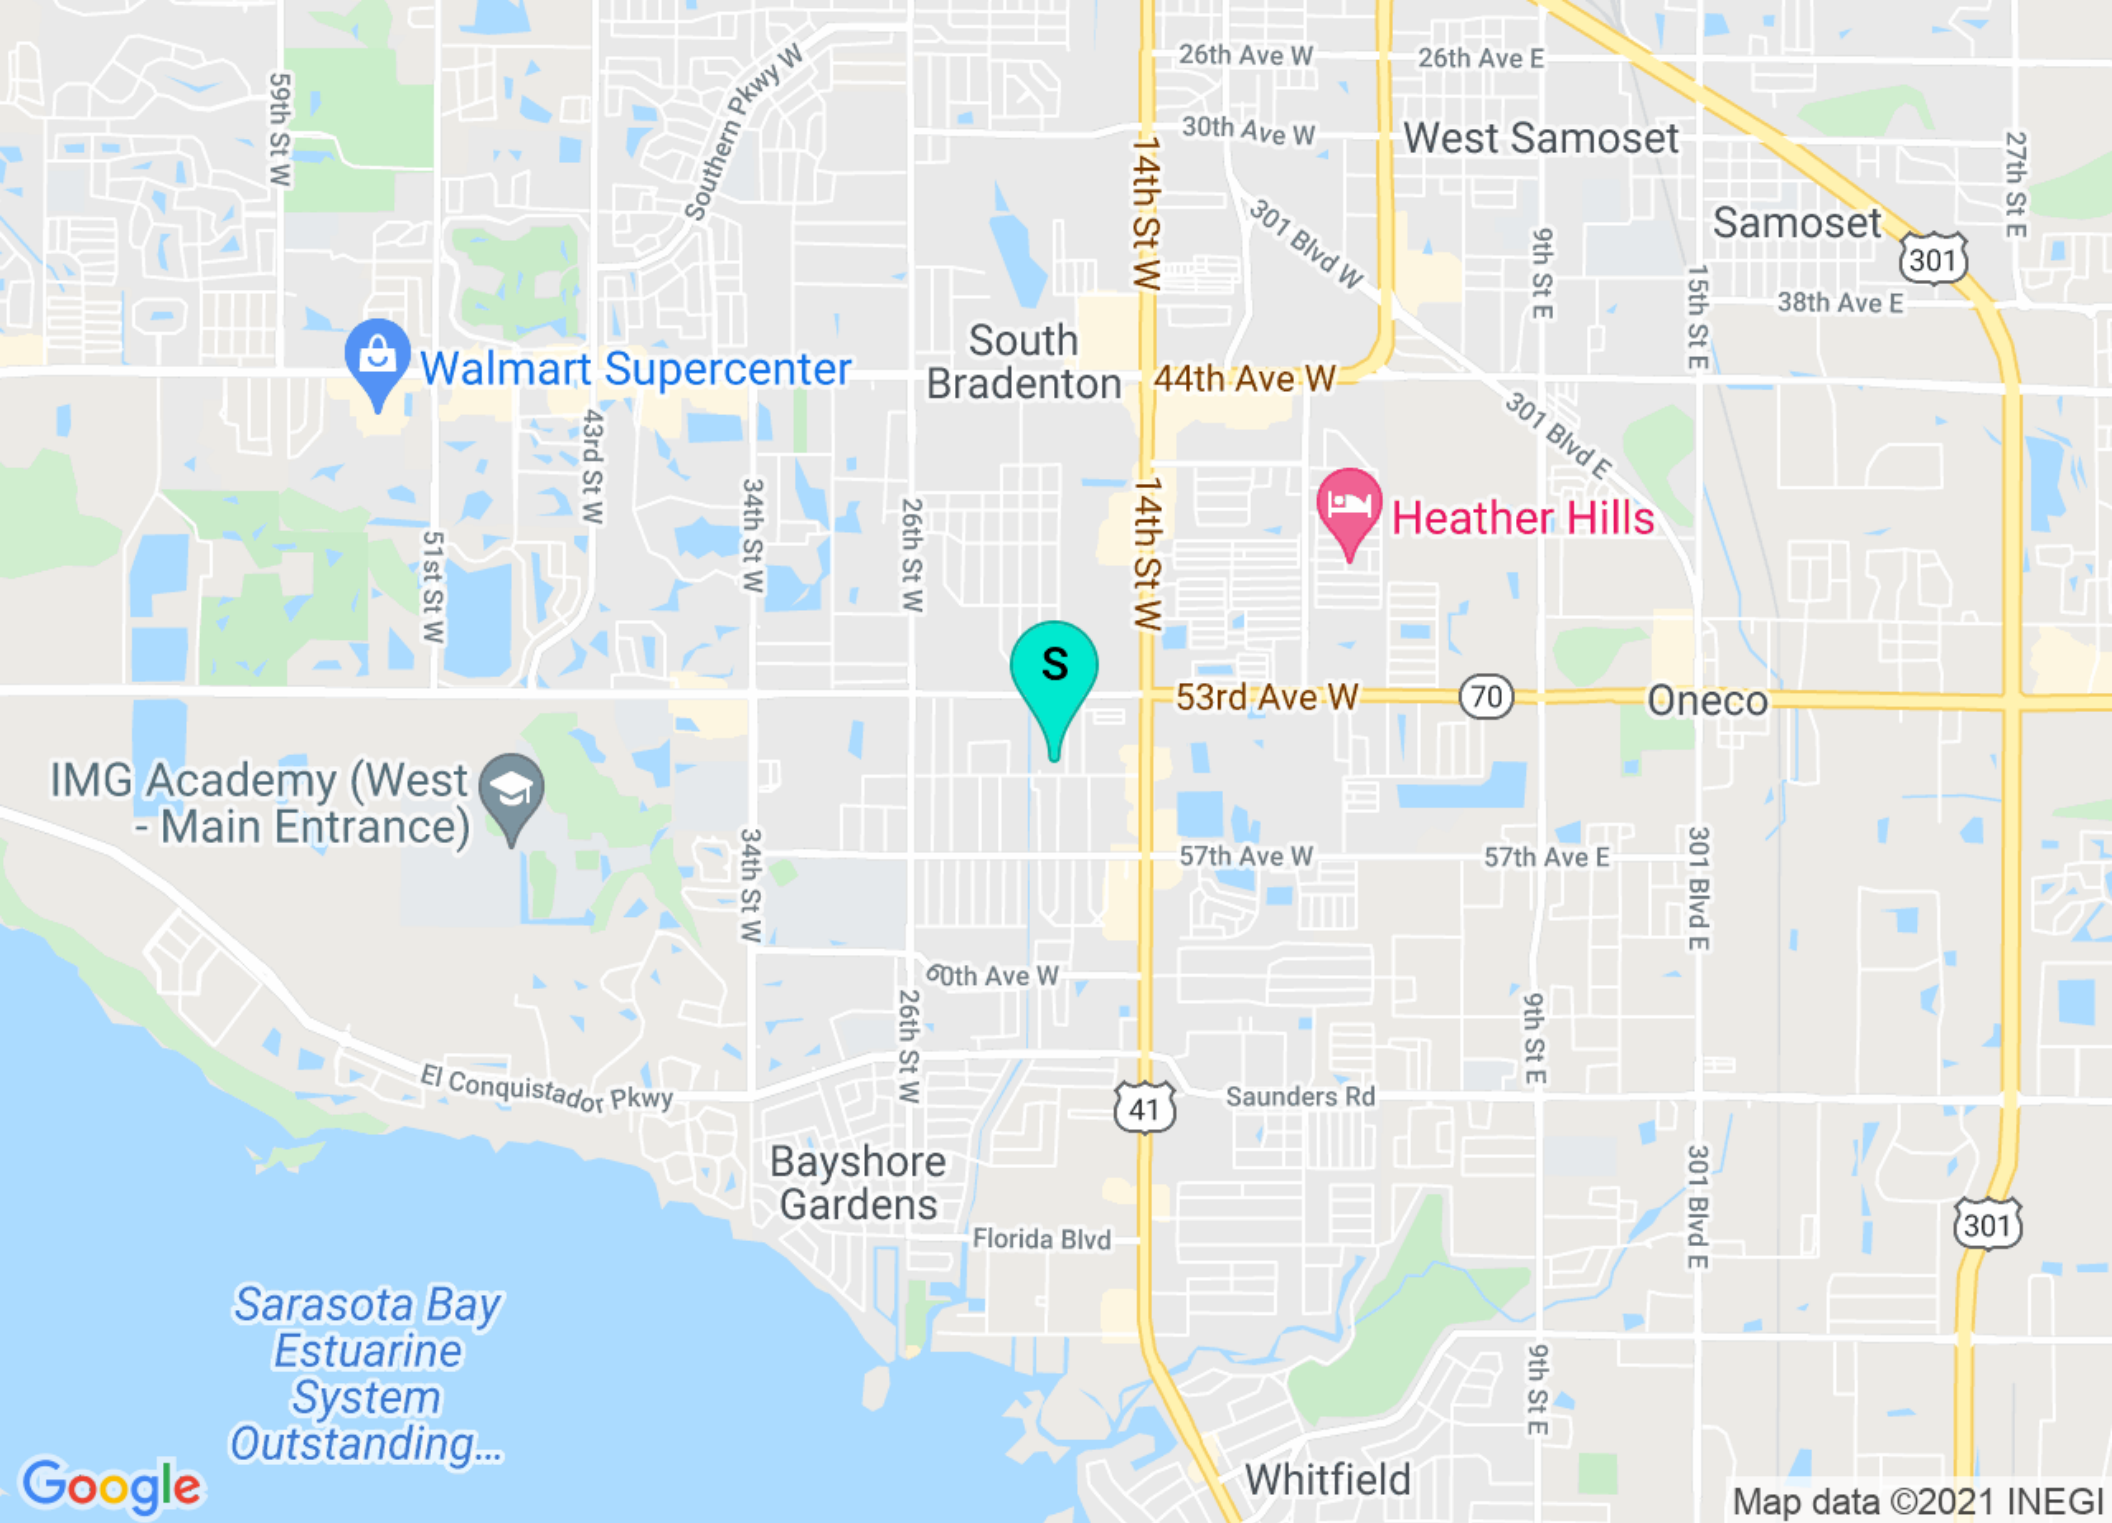 26th Ave W
26th Ave E
59th St W
Southern Pkwy W
30th Ave W
West Samoset
27th St E
14th St W
301 Blvd W
9th St E
Samoset
301
15th St E
38th Ave E
South
Bradenton
Walmart Supercenter
44th Ave W
43rd St W
301 Blvd E
34th St W
14th St W
Heather Hills
26th St W
51st St W
S
53rd Ave W
70
Oneco
IMG Academy (West
- Main Entrance)
34th St W
57th Ave W
57th Ave E
301 Blvd E
60th Ave W
26th St W
9th St E
El Conquistador Pkwy
41
Saunders Rd
Bayshore
Gardens
301 Blvd E
301
Florida Blvd
Sarasota Bay
Estuarine
System
Outstanding...
9th St E
Whitfield
Google
Map data ©2021 INEGI